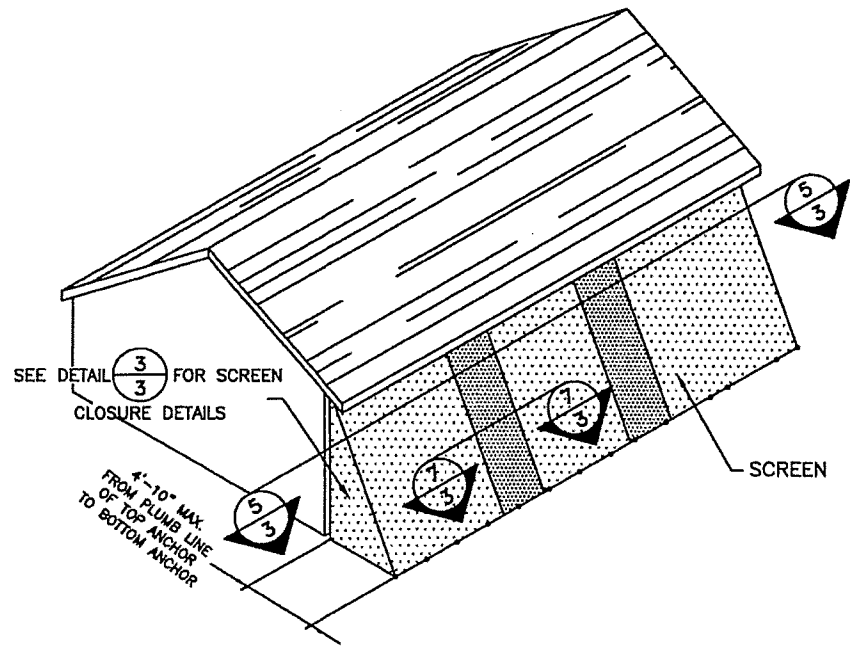 5
3
SEE DETAIL 3 FOR SCREEN
3
CLOSURE DETAILS
7
3
7
3
SCREEN
5
3
4'-10" MAX.
FROM PLUMB LINE
OF TOP ANCHOR
TO BOTTOM ANCHOR